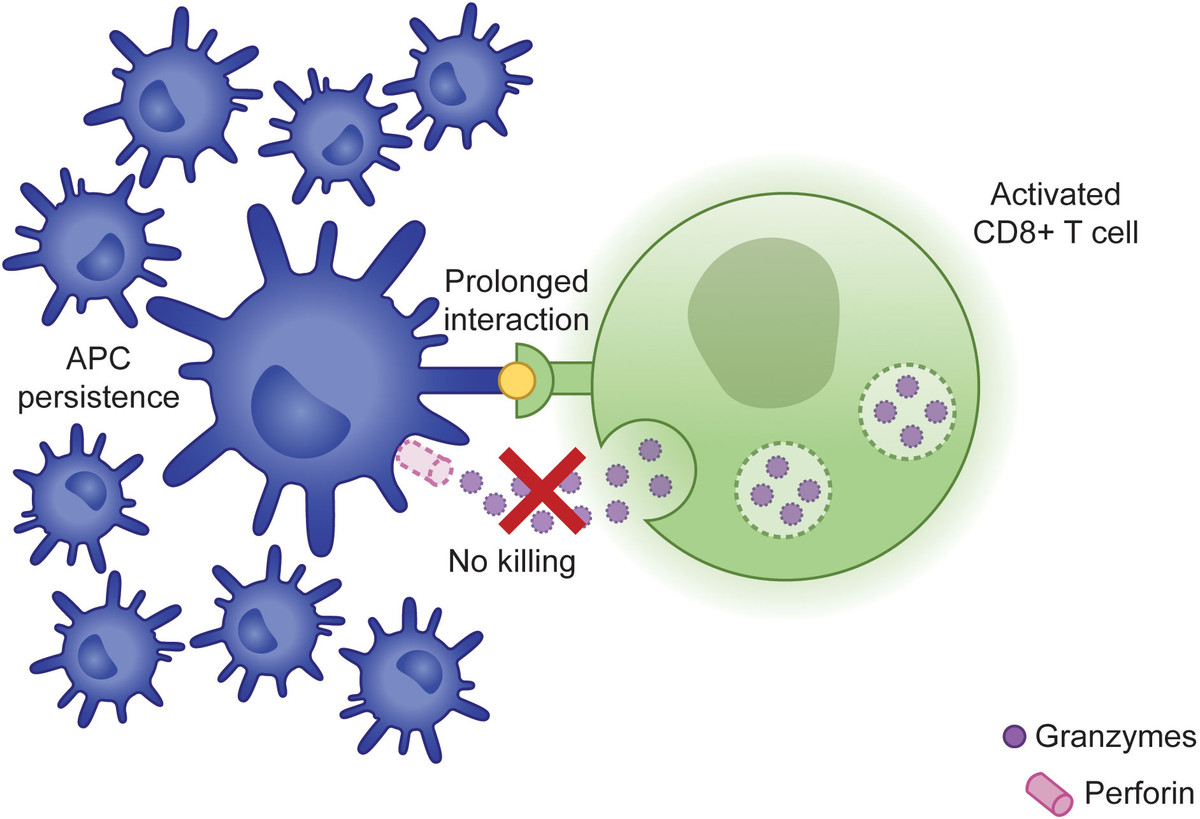 Activated
CD8+ T cell
Prolonged
interaction
APC
persistence
No killing
Granzymes
Perforin